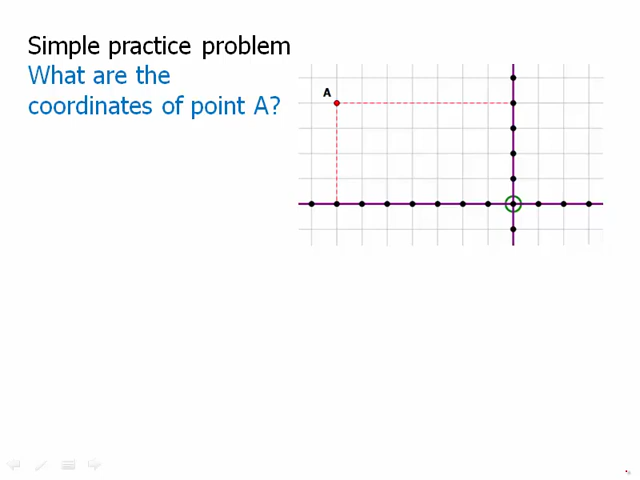 Simple practice problem
What are the
coordinates of point A?
A